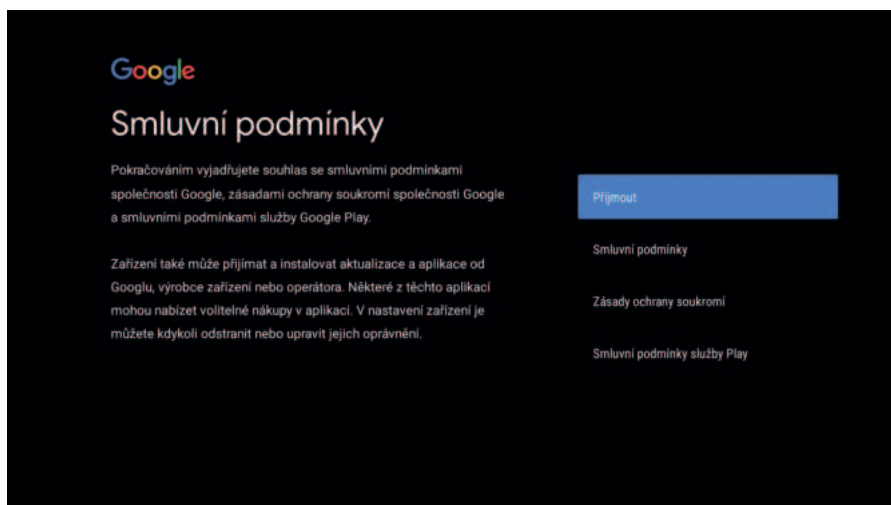 Google
Smluvní podmínky
Pokračováním vyjadřujete souhlas se smluvními podmínkami
společnosti Google, zásadami ochrany soukromí společnosti Google
a smluvními podmínkami služby Google Play.
Zařízení také může přijímat a instalovat aktualizace a aplikace od
Googlu, výrobce zařízení nebo operátora. Některé z těchto aplikací
mohou nabízet volitelné nákupy v aplikaci. V nastavení zařízení je
můžete kdykoli odstranit nebo upravit jejich oprávnění.
Přijmout
Smluvní podmínky
Zásady ochrany soukromí
Smluvní podmínky služby Play